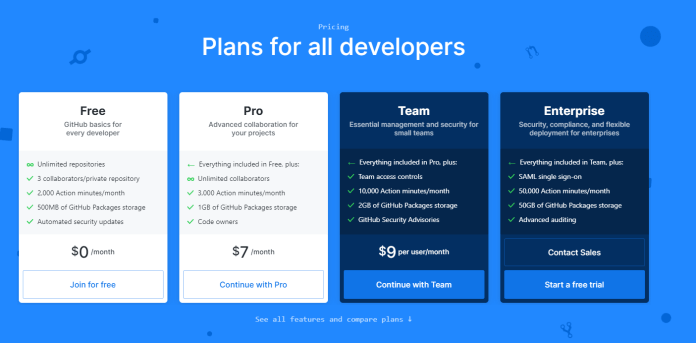 Pricing
Plans for all developers
Free
GitHub basics for
every developer
∞ Unlimited repositories
✓ 3 collaborators/private repository
✓ 2,000 Action minutes/month
✓ 500MB of GitHub Packages storage
✓ Automated security updates
$0 /month
Join for free
Pro
Advanced collaboration for
your projects
← Everything included in Free, plus:
∞ Unlimited collaborators
✓ 3,000 Action minutes/month
✓ 1GB of GitHub Packages storage
✓ Code owners
$7 /month
Continue with Pro
Team
Essential management and security for
small teams
← Everything included in Pro, plus:
✓ Team access controls
✓ 10,000 Action minutes/month
✓ 2GB of GitHub Packages storage
✓ GitHub Security Advisories
$9 per user/month
Continue with Team
Enterprise
Security, compliance, and flexible
deployment for enterprises
← Everything included in Team, plus:
✓ SAML single sign-on
✓ 50,000 Action minutes/month
✓ 50GB of GitHub Packages storage
✓ Advanced auditing
Contact Sales
Start a free trial
See all features and compare plans ↓